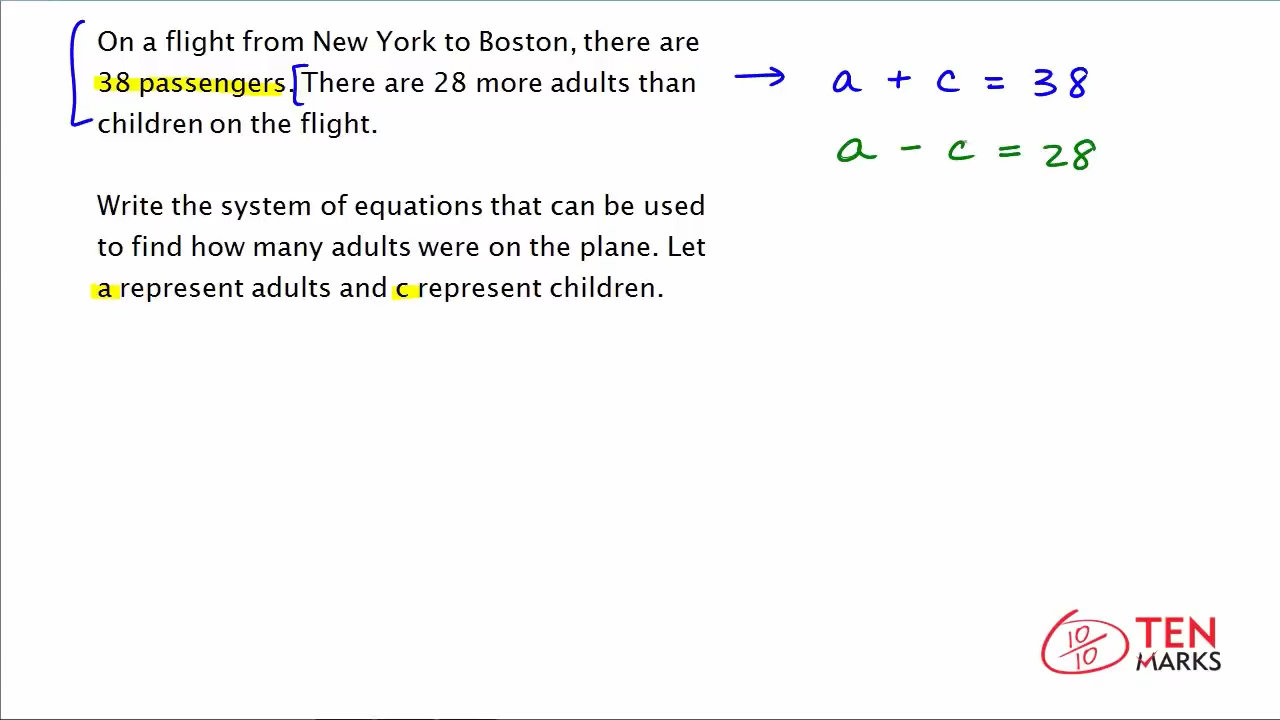 On a flight from New York to Boston, there are
38 passengers. There are 28 more adults than
children on the flight.
→ a + c = 38
a - c = 28
Write the system of equations that can be used
to find how many adults were on the plane. Let
a represent adults and c represent children.
10/10
TEN
MARKS